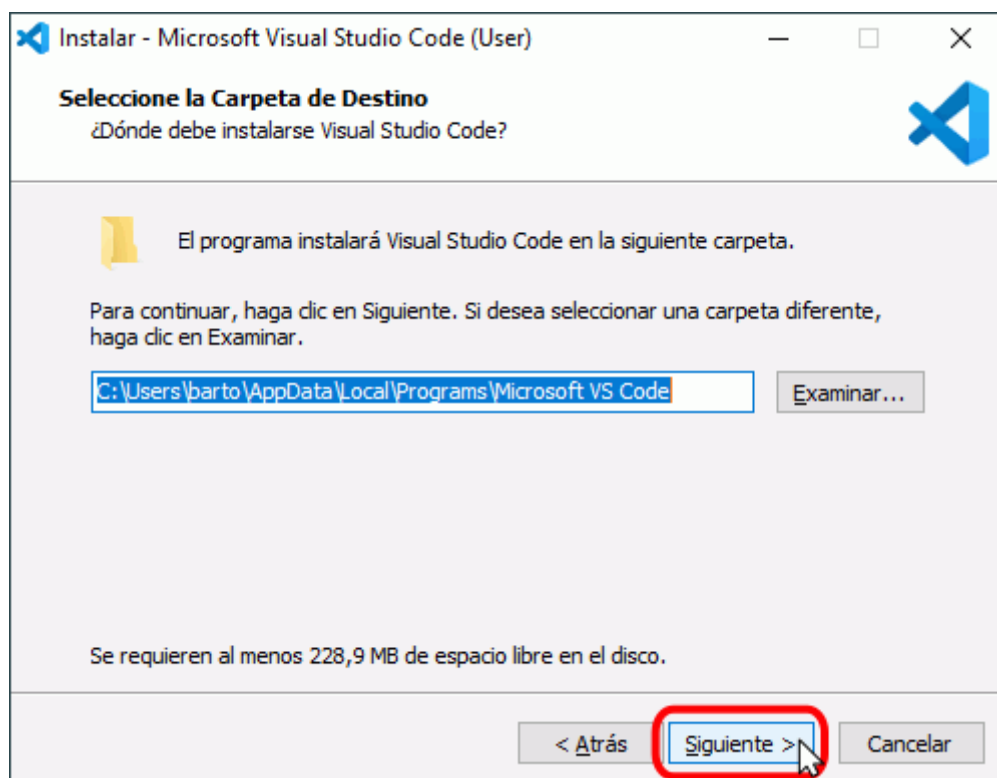 Instalar - Microsoft Visual Studio Code (User)
Seleccione la Carpeta de Destino
¿Dónde debe instalarse Visual Studio Code?
El programa instalará Visual Studio Code en la siguiente carpeta.
Para continuar, haga clic en Siguiente. Si desea seleccionar una carpeta diferente,
haga clic en Examinar.
C:\Users\barto\AppData\Local\Programs\Microsoft VS Code
Examinar...
Se requieren al menos 228,9 MB de espacio libre en el disco.
< Atrás
Siguiente >
Cancelar